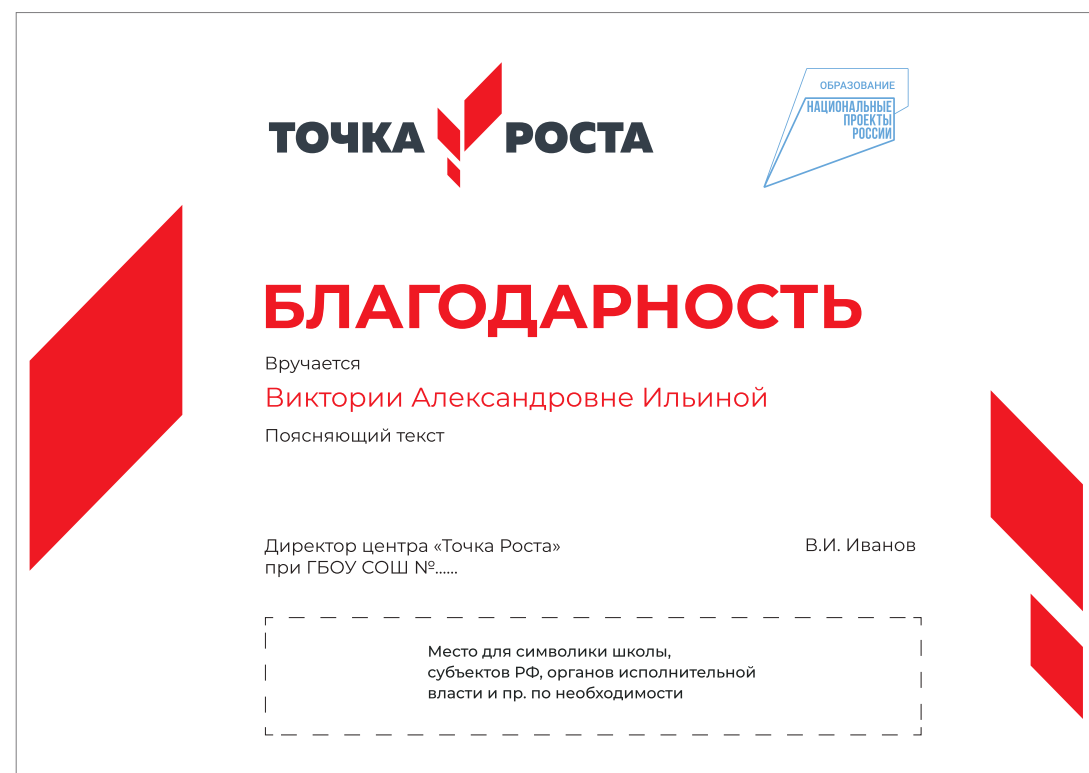 ТОЧКА РОСТА
ОБРАЗОВАНИЕ
НАЦИОНАЛЬНЫЕ
ПРОЕКТЫ
РОССИИ
БЛАГОДАРНОСТЬ
Вручается
Виктории Александровне Ильиной
Поясняющий текст
Директор центра «Точка Роста»
при ГБОУ СОШ №......
В.И. Иванов
Место для символики школы,
субъектов РФ, органов исполнительной
власти и пр. по необходимости